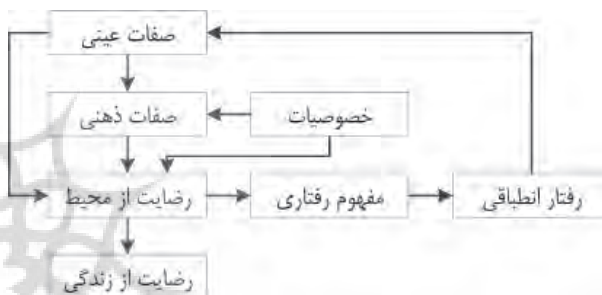 صفات عینی
صفات ذهنی
خصوصیات
رضایت از محیط
مفهوم رفتاری
رفتار انطباقی
رضایت از زندگی